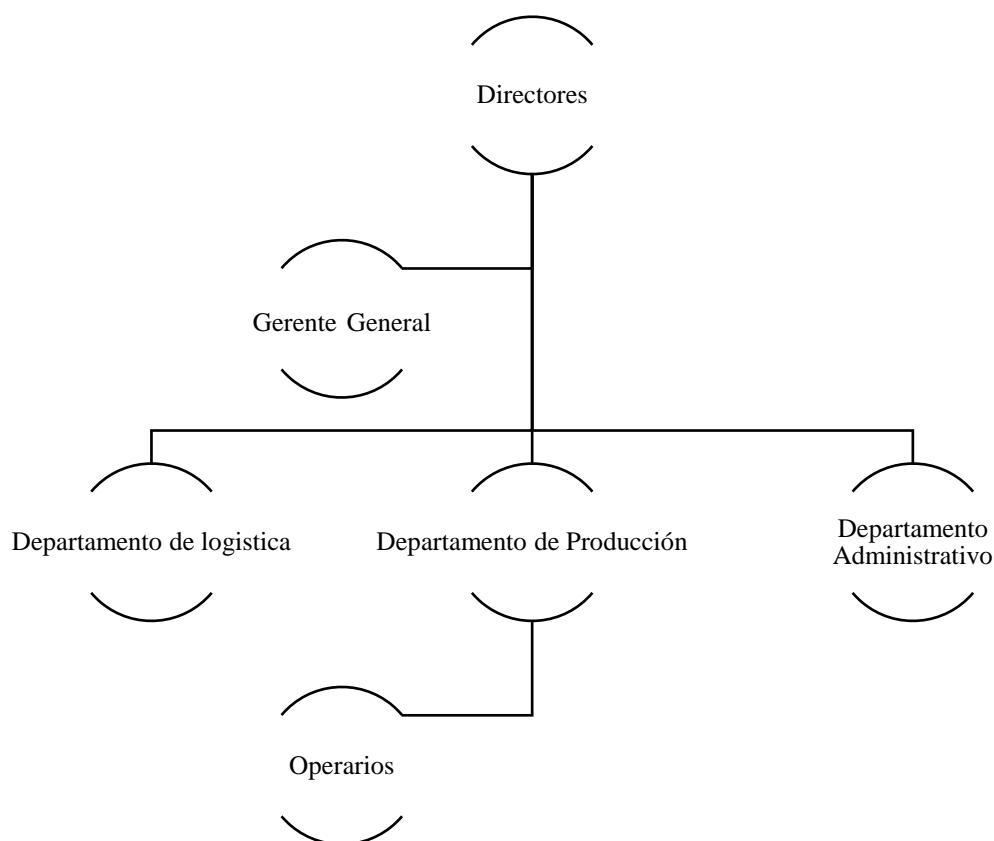 Directores
Gerente General
Departamento de logistica
Departamento de Producción
Departamento
Administrativo
Operarios